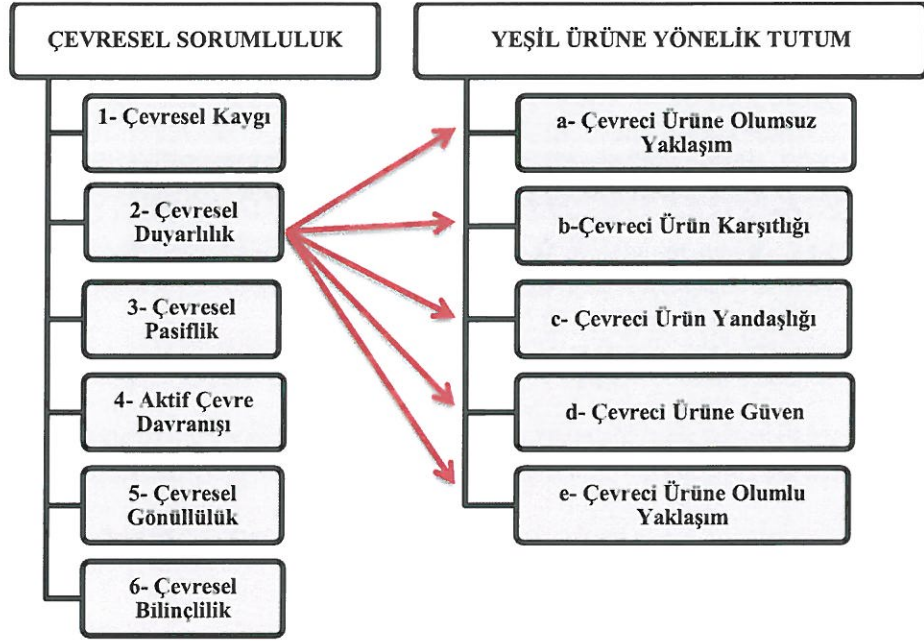 ÇEVRESEL SORUMLULUK
1- Çevresel Kaygı
2- Çevresel
Duyarlılık
3- Çevresel
Pasiflik
4- Aktif Çevre
Davranışı
5- Çevresel
Gönüllülük
6- Çevresel
Bilinçlilik
YEŞİL ÜRÜNE YÖNELİK TUTUM
a- Çevreci Ürüne Olumsuz
Yaklaşım
b-Çevreci Ürün Karşıtlığı
c- Çevreci Ürün Yandaşlığı
d- Çevreci Ürüne Güven
e- Çevreci Ürüne Olumlu
Yaklaşım